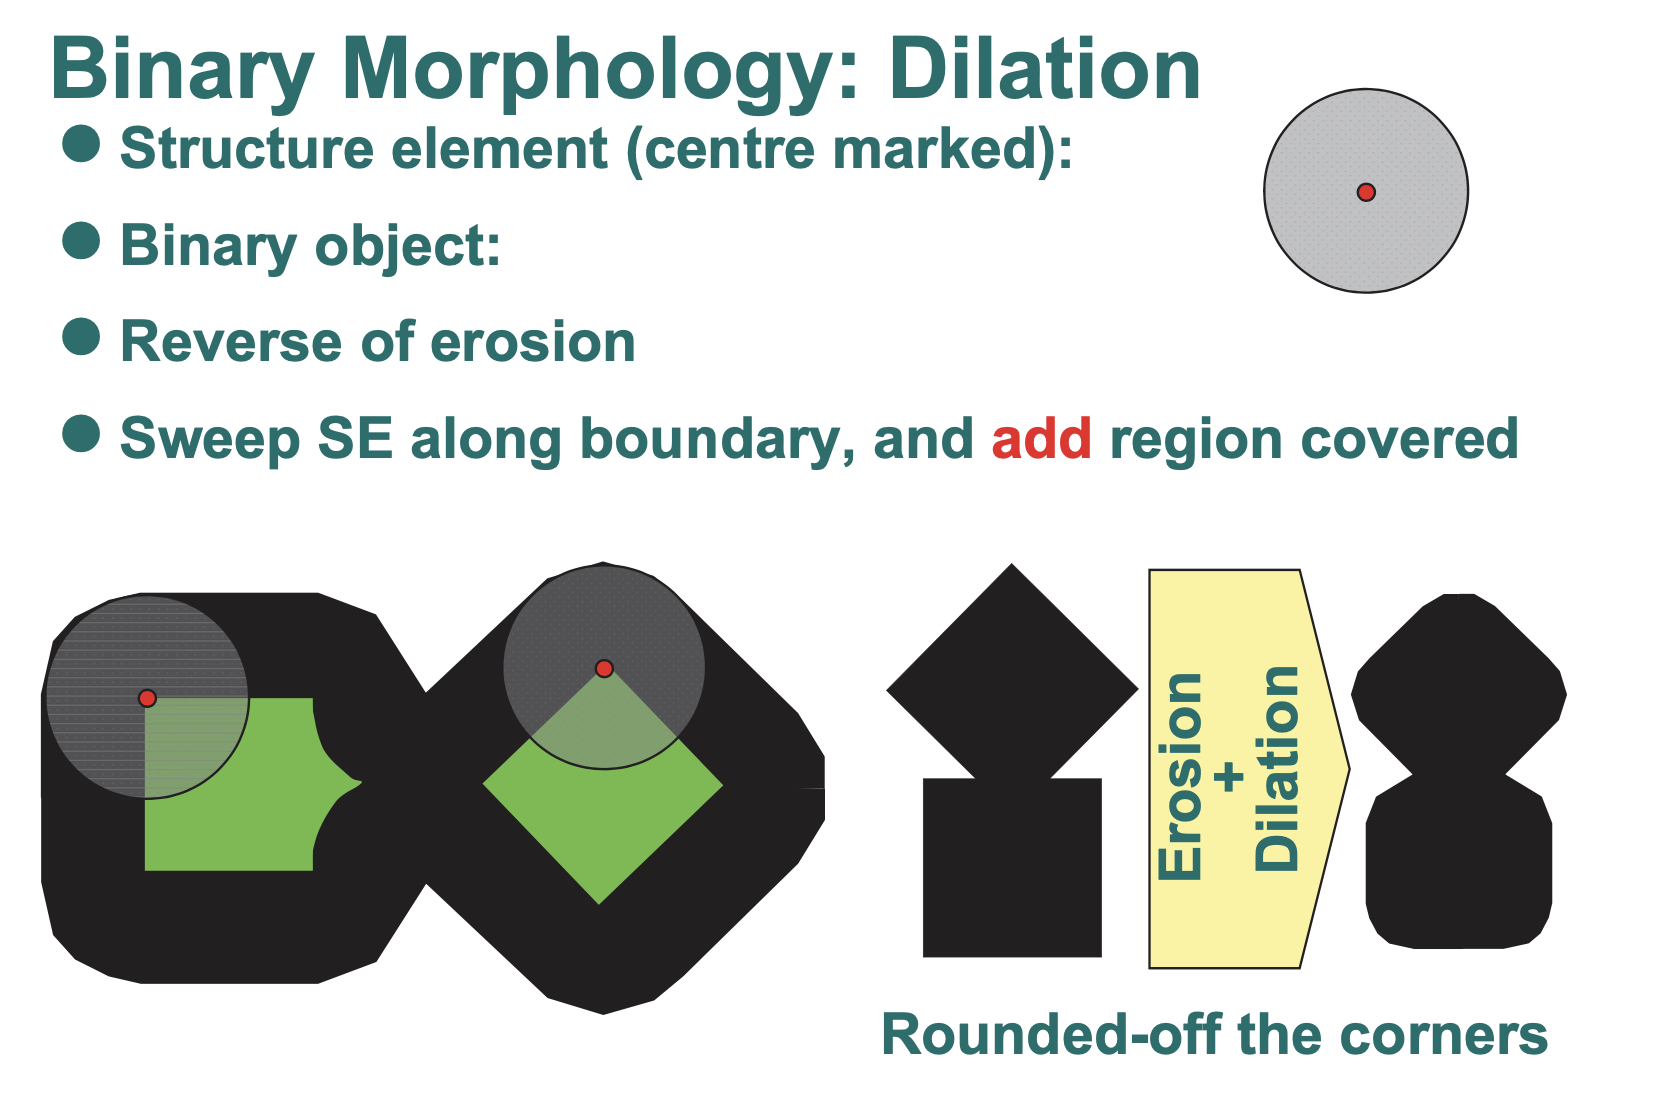 Binary Morphology: Dilation
Structure element (centre marked):
Binary object:
Reverse of erosion
Sweep SE along boundary, and add region covered
Erosion
+
Dilation
Rounded-off the corners